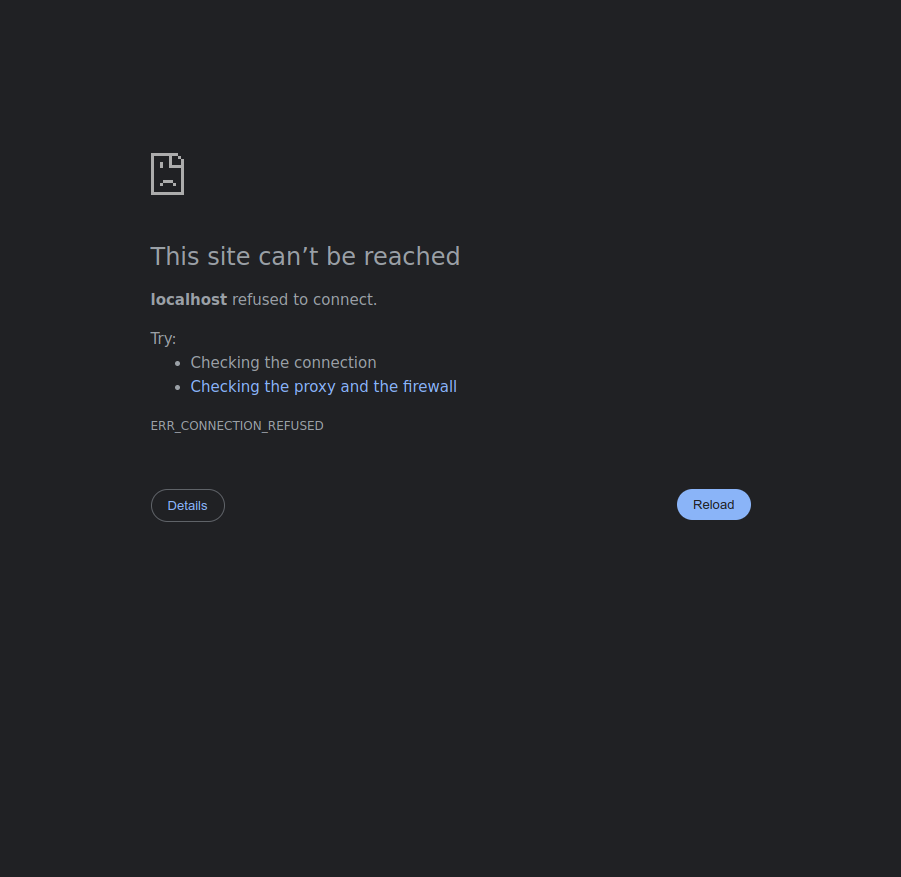 This site can’t be reached
localhost refused to connect.
Try:
• Checking the connection
• Checking the proxy and the firewall
ERR_CONNECTION_REFUSED
Details
Reload